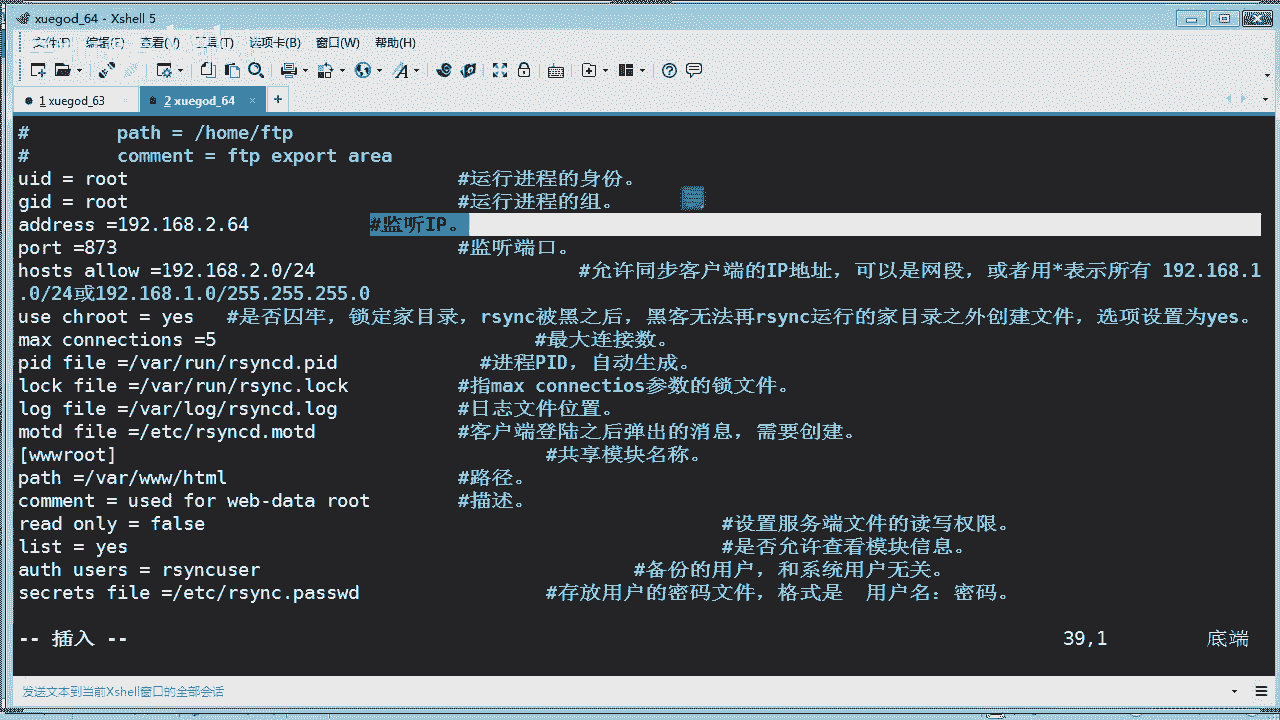 xuegod_64 - Xshell 5
文件(F) 编辑(E) 查看(V) 工具(T) 选项卡(B) 窗口(W) 帮助(H)
1 xuegod_63 × 2 xuegod_64 × +
# path = /home/ftp
# comment = ftp export area
uid = root #运行进程的身份。
gid = root #运行进程的组。
address =192.168.2.64 #监听IP。
port =873 #监听端口。
hosts allow =192.168.2.0/24 #允许同步客户端的IP地址，可以是网段，或者用*表示所有 192.168.1
.0/24或192.168.1.0/255.255.255.0
use chroot = yes #是否囚牢，锁定家目录，rsync被黑之后，黑客无法再rsync运行的家目录之外创建文件，选项设置为yes。
max connections =5 #最大连接数。
pid file =/var/run/rsyncd.pid #进程PID，自动生成。
lock file =/var/run/rsync.lock #指max connectios参数的锁文件。
log file =/var/log/rsyncd.log #日志文件位置。
motd file =/etc/rsyncd.motd #客户端登陆之后弹出的消息，需要创建。
[wwwroot] #共享模块名称。
path =/var/www/html #路径。
comment = used for web-data root #描述。
read only = false #设置服务端文件的读写权限。
list = yes #是否允许查看模块信息。
auth users = rsyncuser #备份的用户，和系统用户无关。
secrets file =/etc/rsync.passwd #存放用户的密码文件，格式是 用户名：密码。
-- 插入 -- 39,1 底端
发送文本到当前Xshell窗口的全部会话